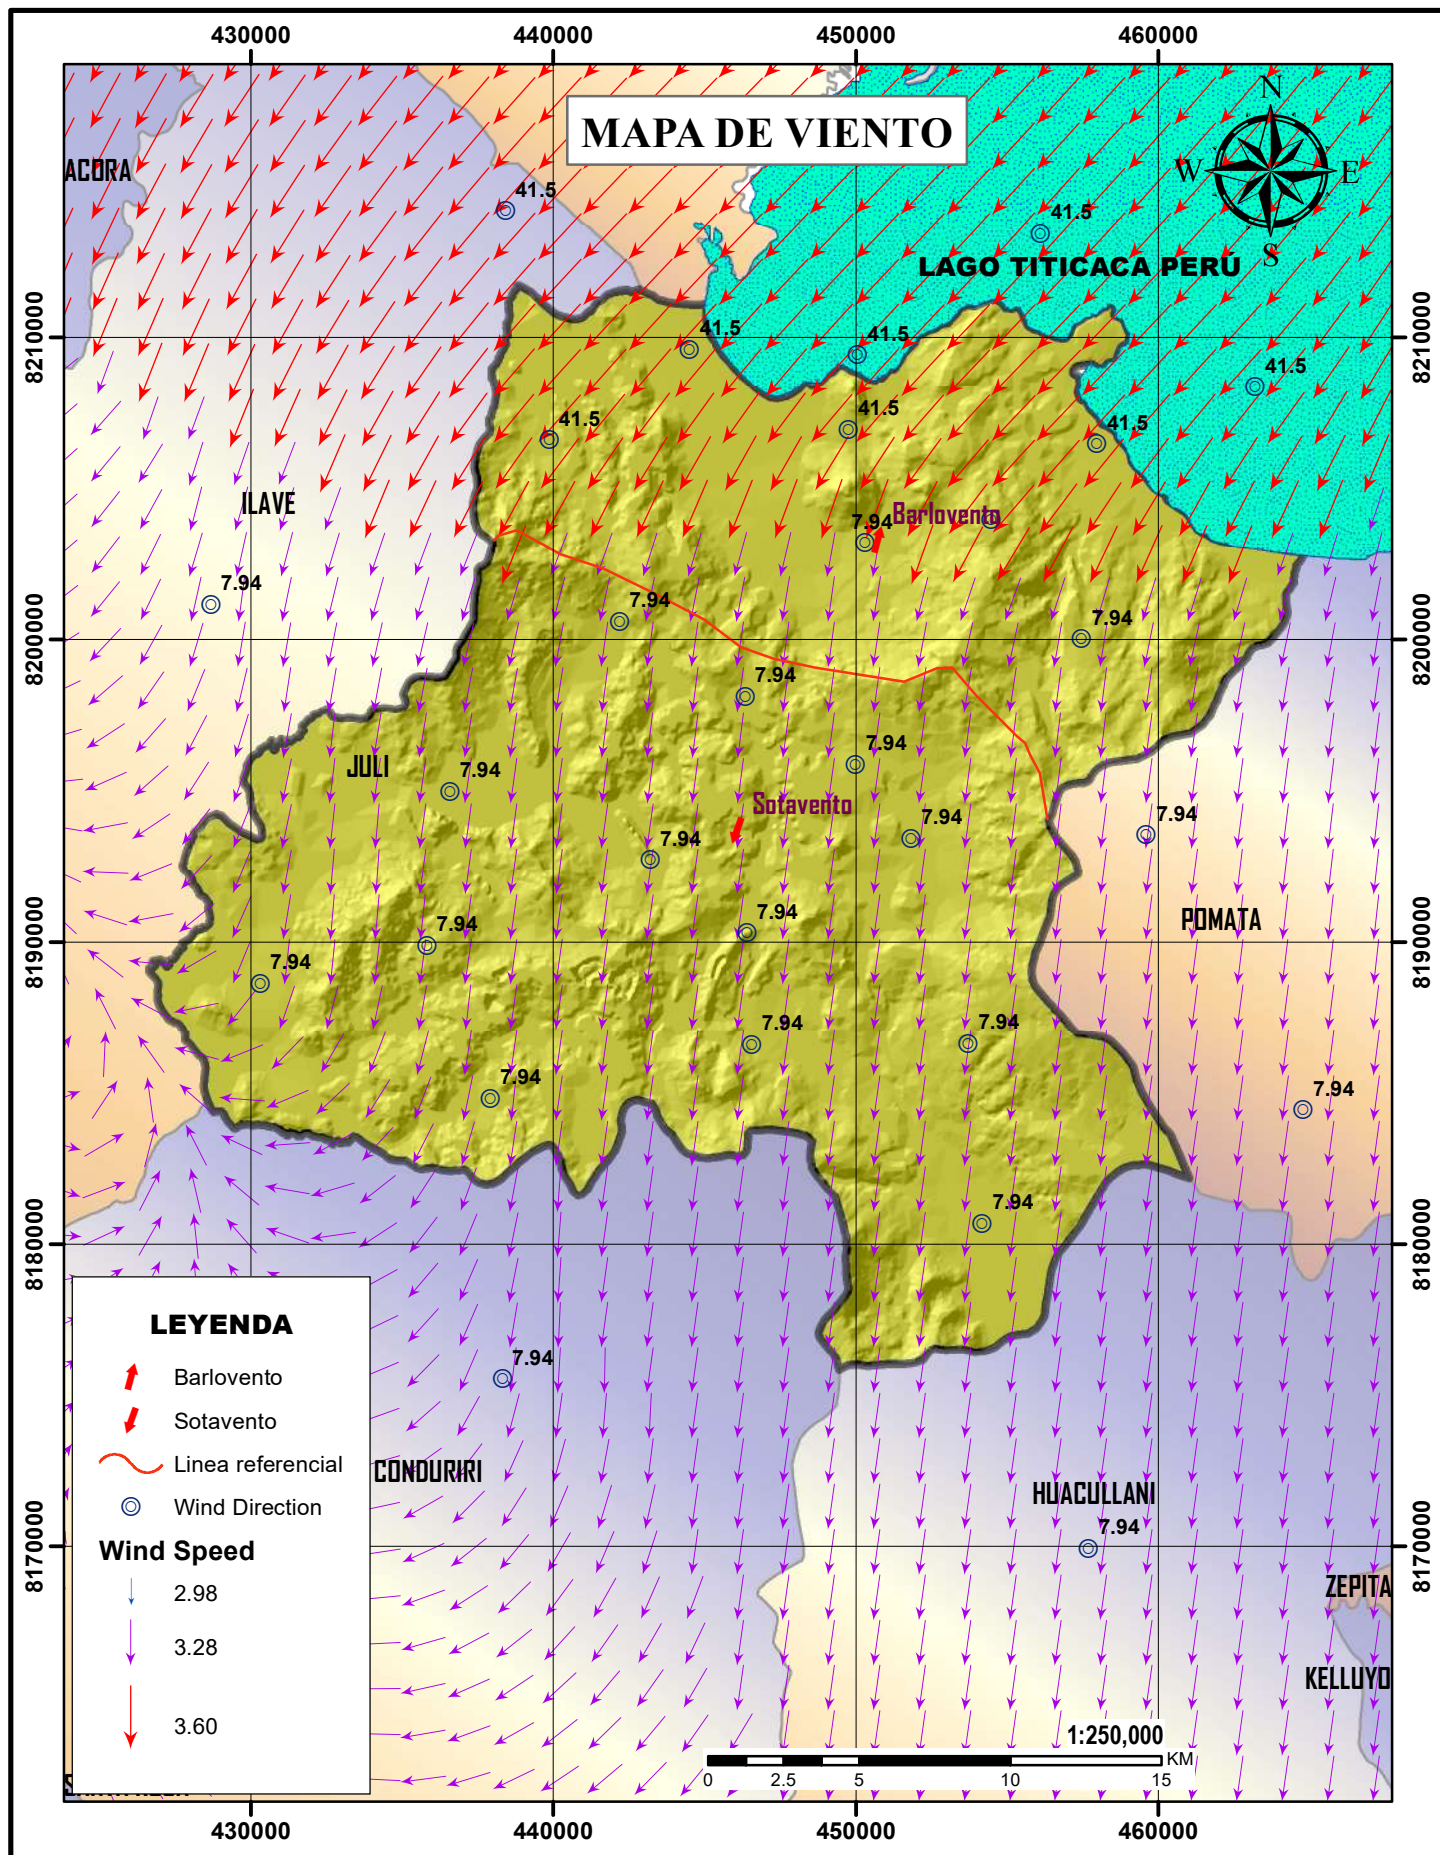 430000
440000
450000
460000
MAPA DE VIENTO
N
W
E
S
ACORA
41.5
41.5
LAGO TITICACA PERÚ
8210000
8210000
41.5
41.5
41.5
41.5
41.5
41.5
ILAVE
7.94
Barlovento
7.94
7.94
7.94
8200000
8200000
7.94
7.94
JULI
7.94
Sotavento
7.94
7.94
7.94
7.94
POMATA
7.94
8190000
8190000
7.94
7.94
7.94
7.94
7.94
7.94
8180000
8180000
LEYENDA
Barlovento
Sotavento
Linea referencial
Wind Direction
Wind Speed
2.98
3.28
3.60
7.94
CONDURIRI
HUACULLANI
7.94
8170000
8170000
ZEPITA
KELLUYO
1:250,000
KM
0
2.5
5
10
15
430000
440000
450000
460000